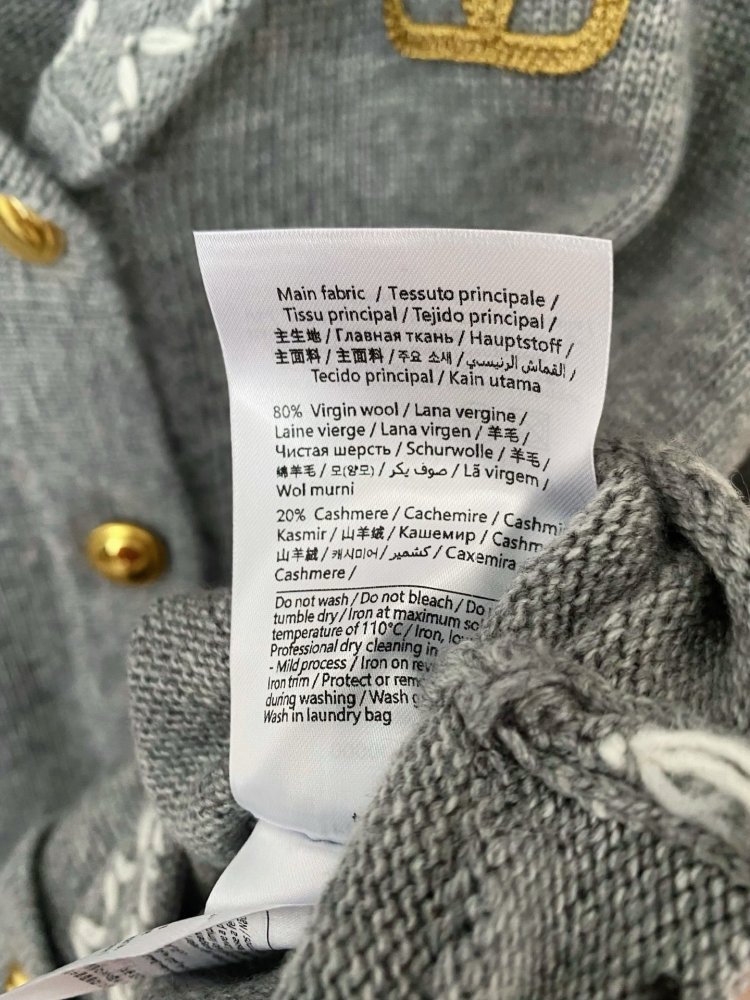 Main fabric / Tessuto principale /
Tissu principal / Tejido principal /
主生地 / Главная ткань / Hauptstoff /
主面料 / 主面料 / 주요 소재 / القماش الرئيسي /
Tecido principal / Kain utama
80% Virgin wool / Lana vergine /
Laine vierge / Lana virgen / 羊毛 /
Чистая шерсть / Schurwolle / 羊毛 /
绵羊毛 / 모(양모) / صوف بكر / Lã virgem /
Wol murni
20% Cashmere / Cachemire /
Kasmir / 山羊絨 / Кашемир /
山羊絨 / 캐시미어 / كشمير / Caxemira
Cashmere /
Do not wash / Do not bleach / Do
tumble dry / Iron at maximum
temperature of 110°C / Iron,
Professional dry cleaning in
- Mild process / Iron on
Iron trim / Protect or
during washing / Wash
Wash in laundry bag